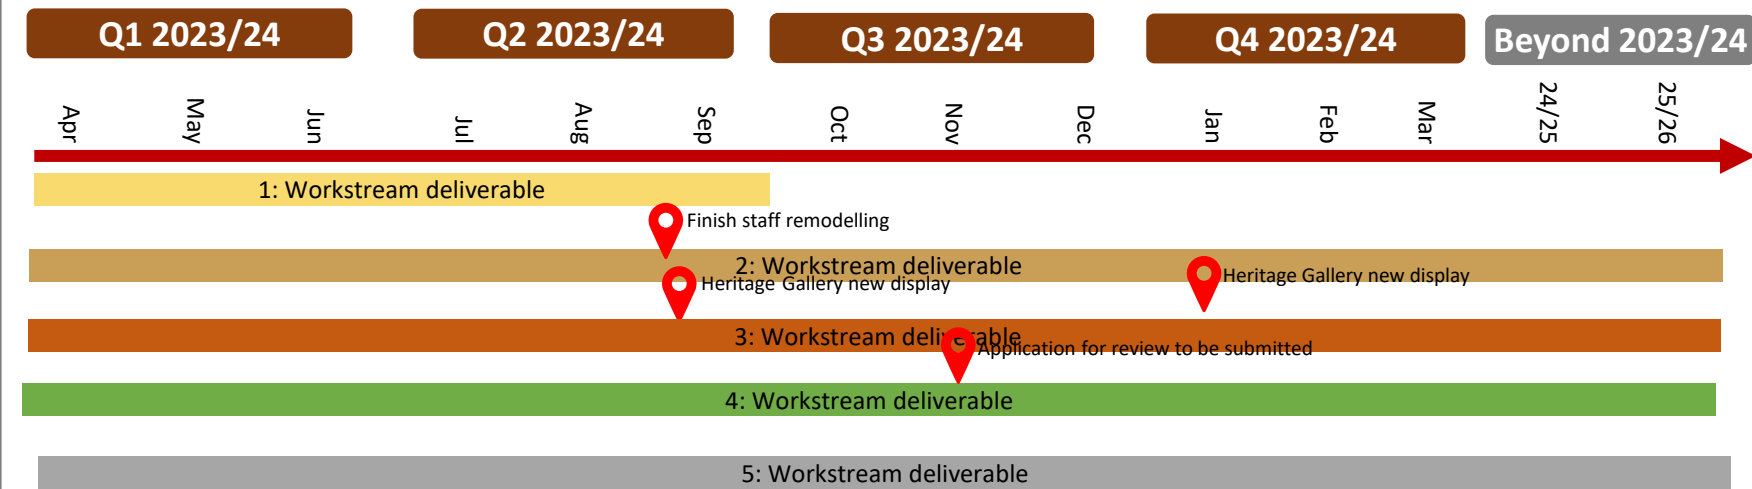 Q1 2023/24
Q2 2023/24
Q3 2023/24
Q4 2023/24
Beyond 2023/24
Apr
May
Jun
Jul
Aug
Sep
Oct
Nov
Dec
Jan
Feb
Mar
24/25
25/26
1: Workstream deliverable
Finish staff remodelling
2: Workstream deliverable
Heritage Gallery new display
Heritage Gallery new display
3: Workstream deliverable
Application for review to be submitted
4: Workstream deliverable
5: Workstream deliverable